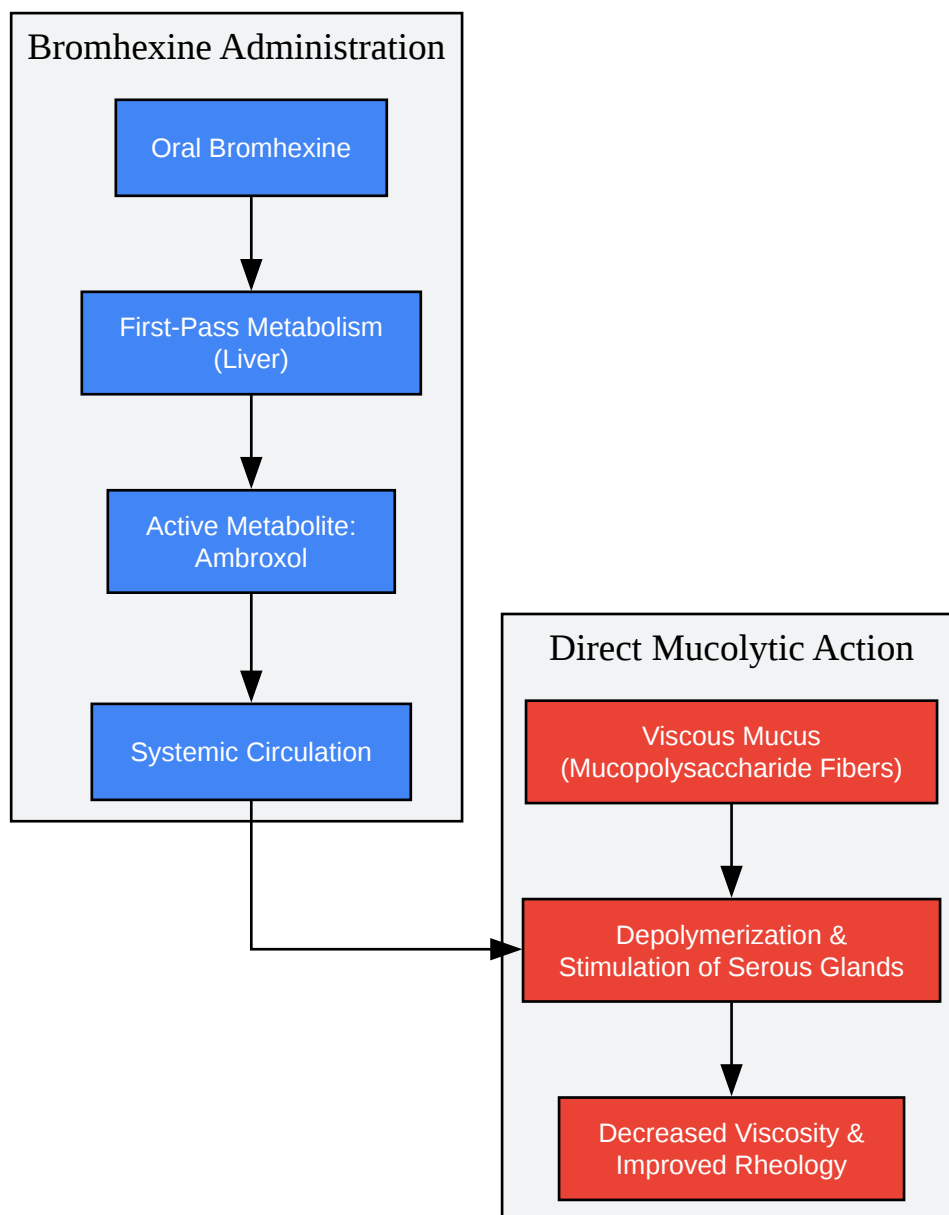 Bromhexine Administration
Oral Bromhexine
First-Pass Metabolism
(Liver)
Active Metabolite:
Ambroxol
Systemic Circulation
Direct Mucolytic Action
Viscous Mucus
(Mucopolysaccharide Fibers)
Depolymerization &
Stimulation of Serous Glands
Decreased Viscosity &
Improved Rheology